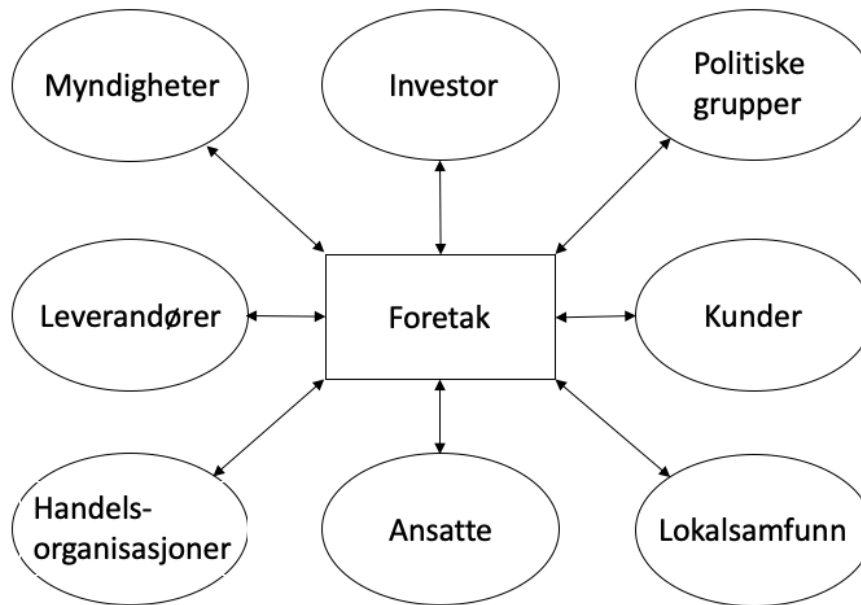 Myndigheter
Investor
Politiske
grupper
Leverandører
Foretak
Kunder
Handels-
organisasjoner
Ansatte
Lokalsamfunn